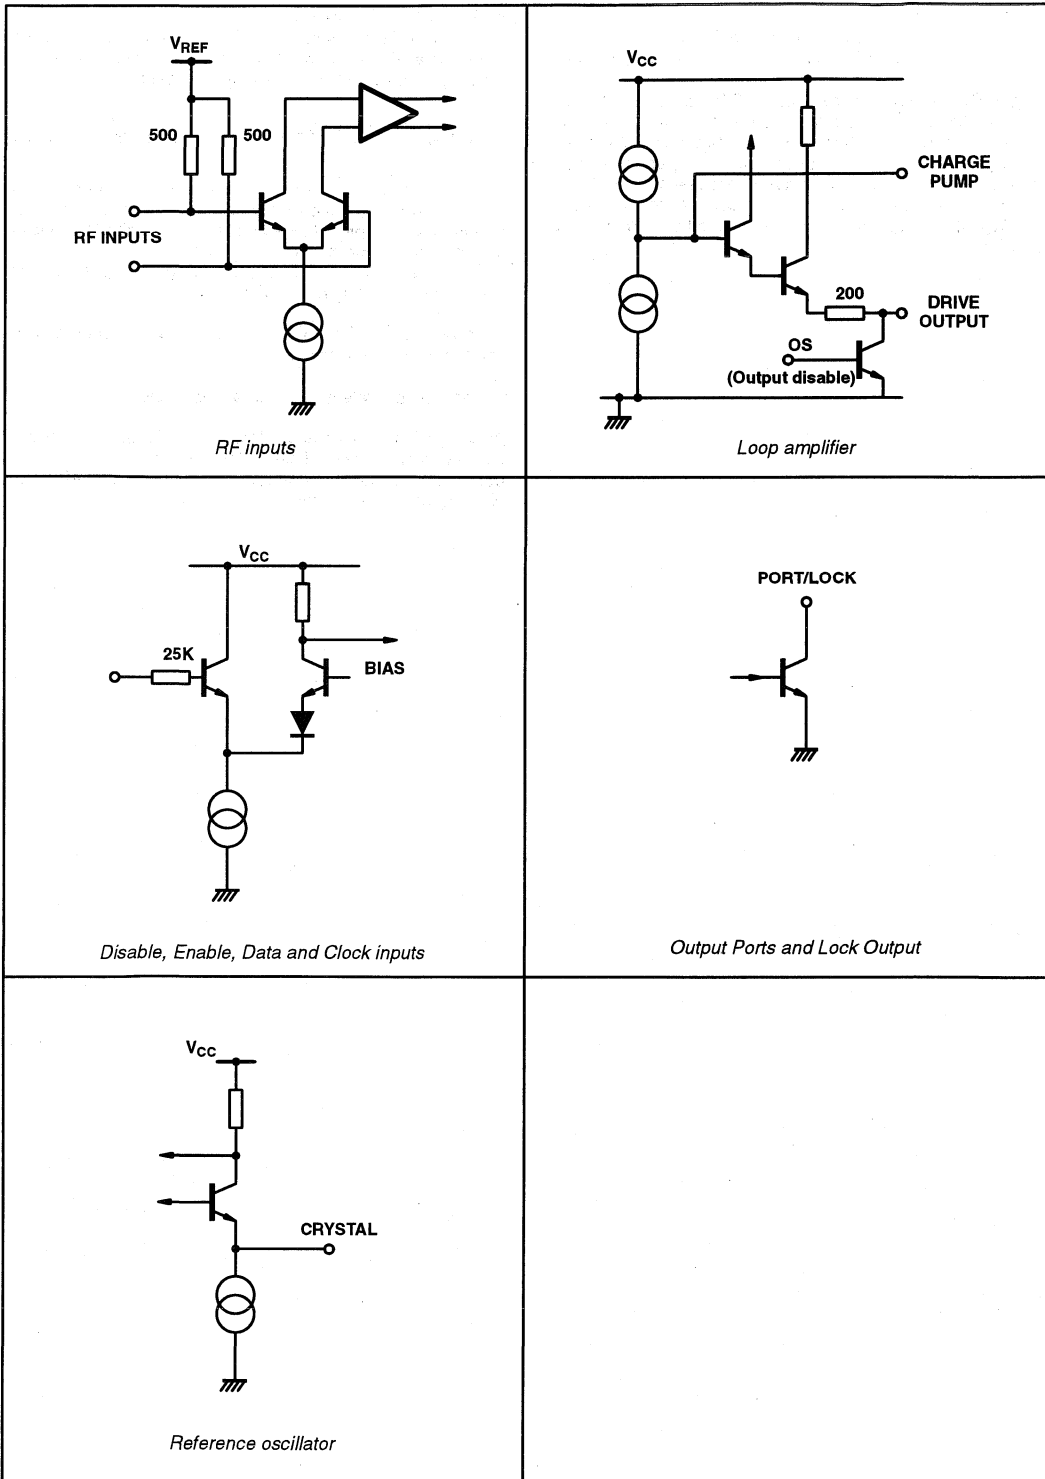 VREF
500
500
RF INPUTS
RF inputs
VCC
CHARGE
PUMP
200
DRIVE
OUTPUT
OS
(Output disable)
Loop amplifier
VCC
25K
BIAS
Disable, Enable, Data and Clock inputs
PORT/LOCK
Output Ports and Lock Output
VCC
CRYSTAL
Reference oscillator